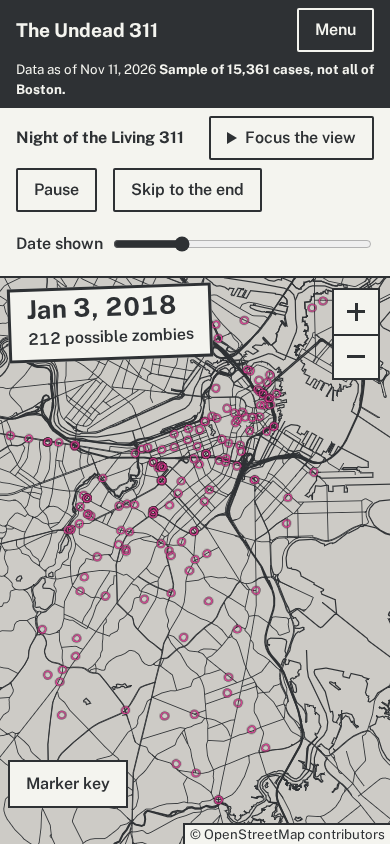 The Undead 311
Menu
Data as of Nov 11, 2026 Sample of 15,361 cases, not all of
Boston.
Night of the Living 311
Focus the view
Pause
Skip to the end
Date shown
Jan 3, 2018
212 possible zombies
+
−
Marker key
© OpenStreetMap contributors